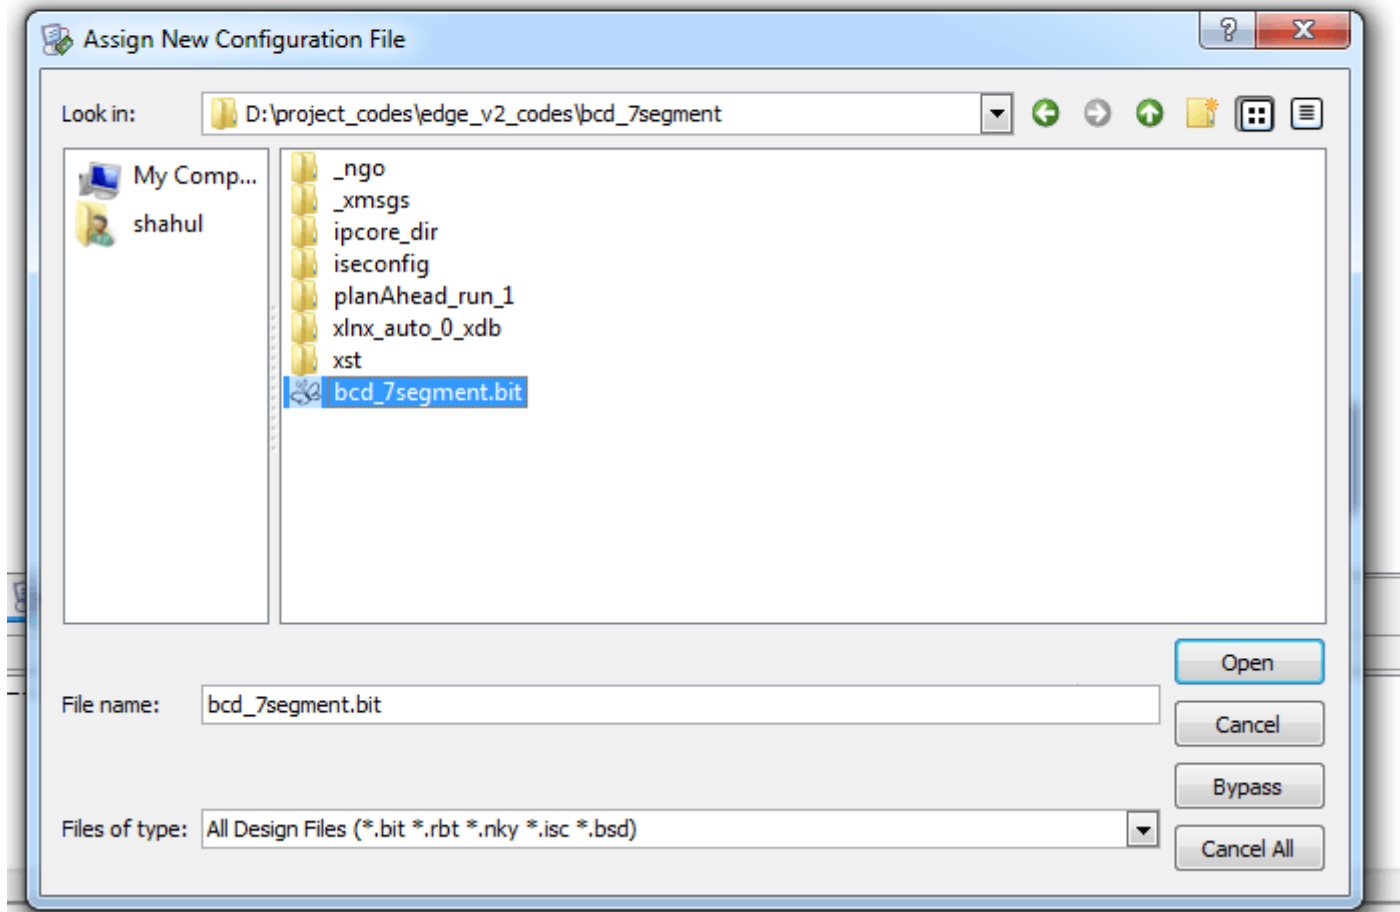 Assign New Configuration File
?
Look in: D:\project_codes\edge_v2_codes\bcd_7segment
My Comp...
shahul
_ngo
_xmsgs
ipcore_dir
iseconfig
planAhead_run_1
xlnx_auto_0_xdb
xst
bcd_7segment.bit
Open
File name: bcd_7segment.bit
Cancel
Bypass
Files of type: All Design Files (*.bit *.rbt *.nky *.isc *.bsd)
Cancel All